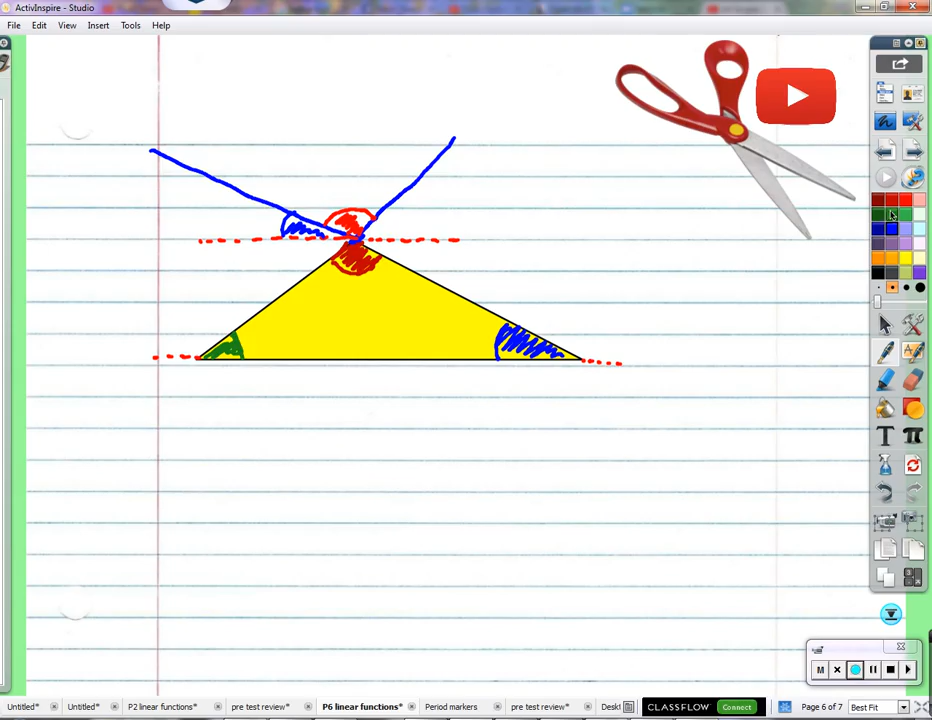 ActivInspire - Studio
File Edit View Insert Tools Help
T π
M
Untitled* Untitled* P2 linear functions* pre test review* P6 linear functions* Period markers pre test review* Deskt CLASSFLOW Connect Page 6 of 7 Best Fit